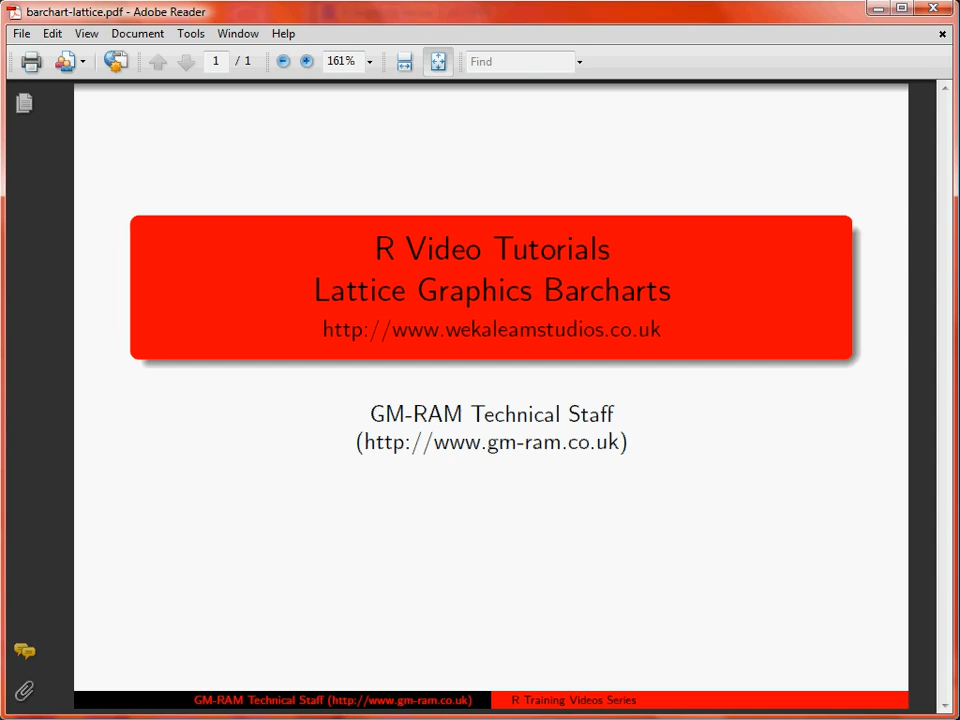 barchart-lattice.pdf - Adobe Reader
File Edit View Document Tools Window Help
1 / 1 161% Find
R Video Tutorials
Lattice Graphics Barcharts
http://www.wekaleamstudios.co.uk
GM-RAM Technical Staff
(http://www.gm-ram.co.uk)
GM-RAM Technical Staff (http://www.gm-ram.co.uk) R Training Videos Series